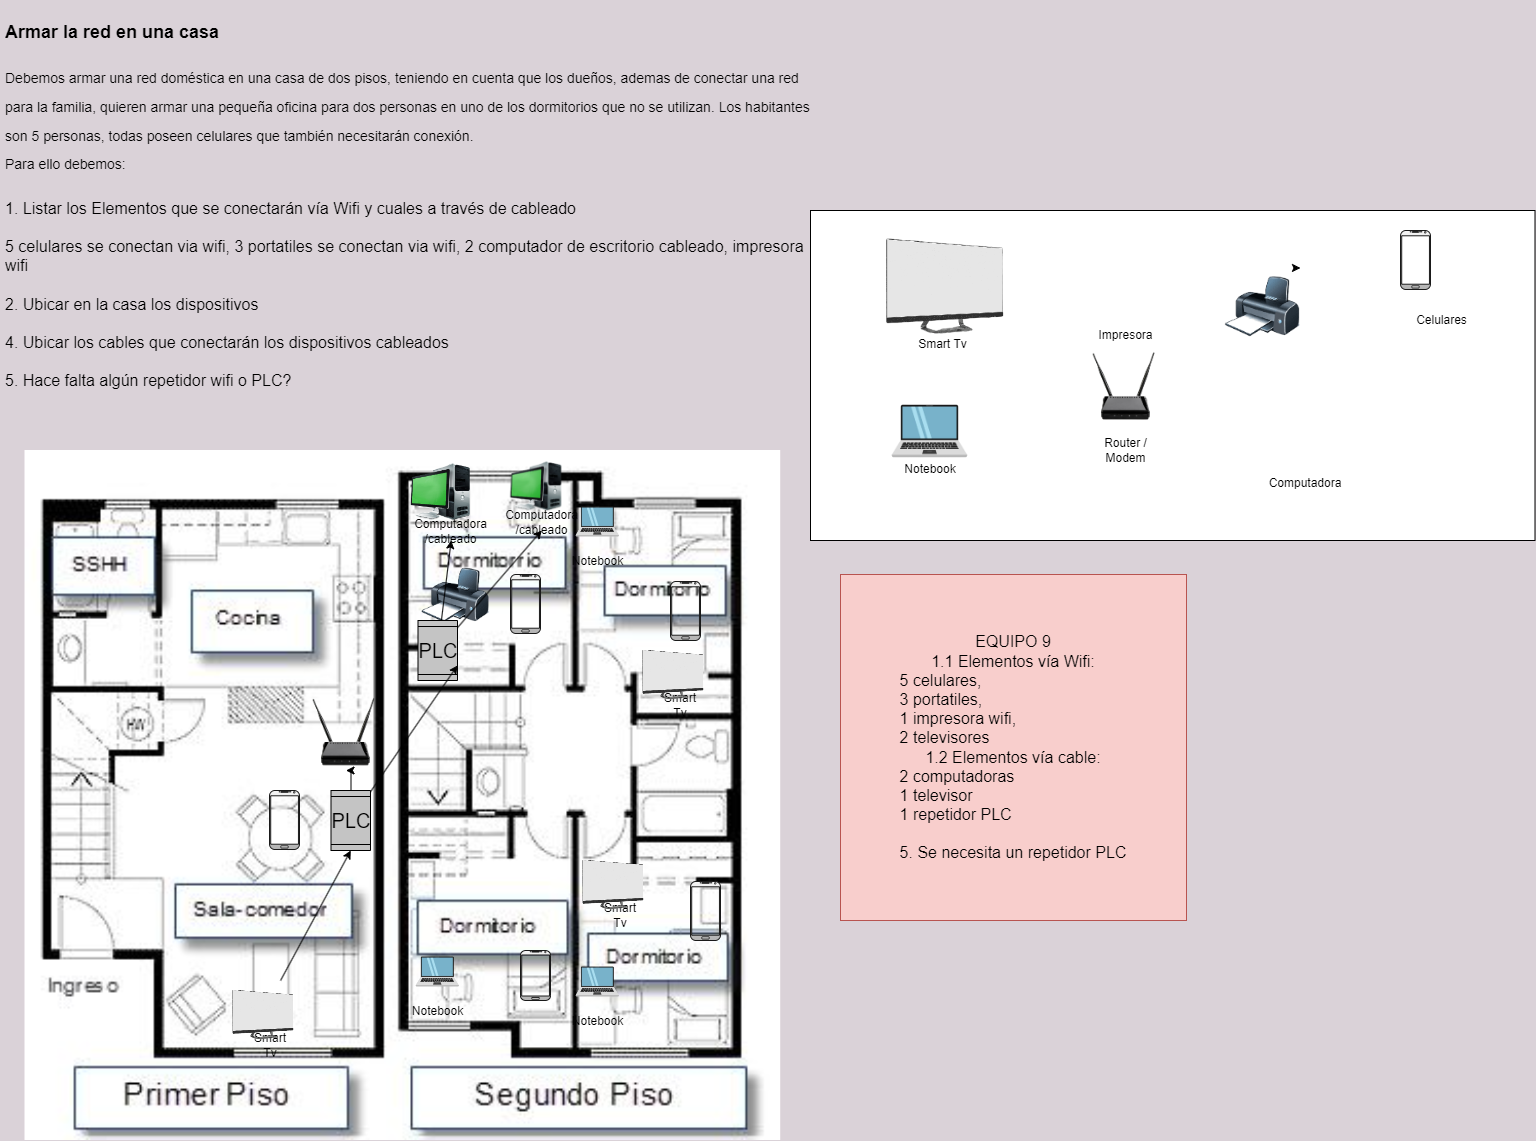 Armar la red en una casa
Debemos armar una red doméstica en una casa de dos pisos, teniendo en cuenta que los dueños, ademas de conectar una red
para la familia, quieren armar una pequeña oficina para dos personas en uno de los dormitorios que no se utilizan. Los habitantes
son 5 personas, todas poseen celulares que también necesitarán conexión.
Para ello debemos:
1. Listar los Elementos que se conectarán vía Wifi y cuales a través de cableado
5 celulares se conectan via wifi, 3 portatiles se conectan via wifi, 2 computador de escritorio cableado, impresora
wifi
2. Ubicar en la casa los dispositivos
4. Ubicar los cables que conectarán los dispositivos cableados
5. Hace falta algún repetidor wifi o PLC?
Smart Tv
Impresora
Celulares
Notebook
Router /
Modem
Computadora
SSHH
Cocina
HW
PLC
Sala-comedor
Ingreso
Smart
Tv
Primer Piso
Computadora
/cableado
Computadora
/cableado
Dormitorrio
Notebook
Dormitorio
PLC
Smart
Tv
Smart
Tv
Dormitorio
Dormitorio
Notebook
Notebook
Segundo Piso
EQUIPO 9
1.1 Elementos vía Wifi:
5 celulares,
3 portatiles,
1 impresora wifi,
2 televisores
1.2 Elementos vía cable:
2 computadoras
1 televisor
1 repetidor PLC
5. Se necesita un repetidor PLC